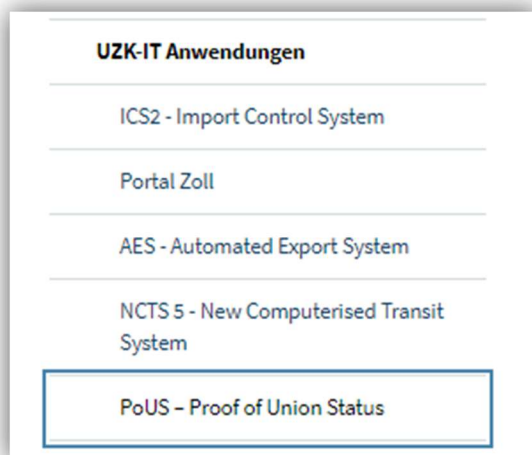 UZK-IT Anwendungen
ICS2 - Import Control System
Portal Zoll
AES - Automated Export System
NCTS 5 - New Computerised Transit
System
PoUS – Proof of Union Status